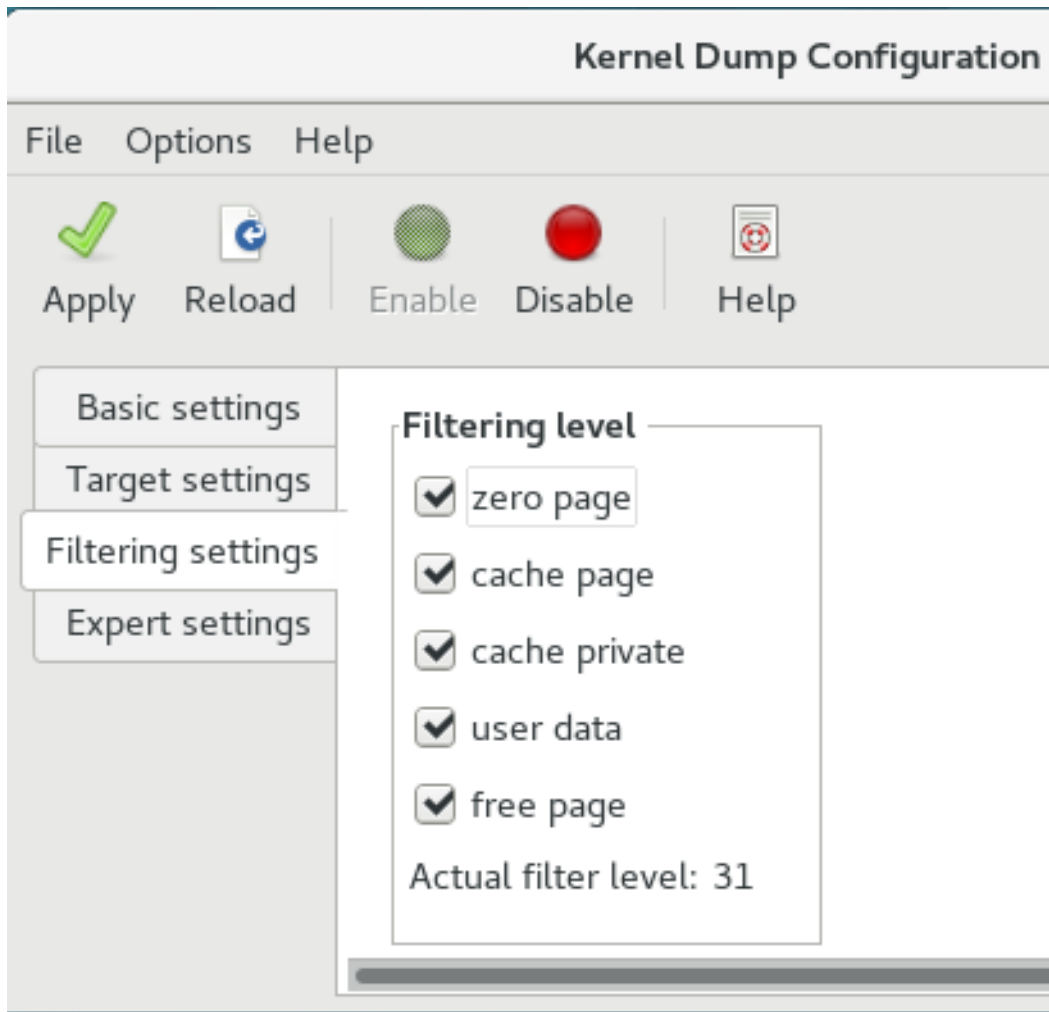 Kernel Dump Configuration
File Options Help
Apply Reload Enable Disable Help
Basic settings
Target settings
Filtering settings
Expert settings
Filtering level
zero page
cache page
cache private
user data
free page
Actual filter level: 31